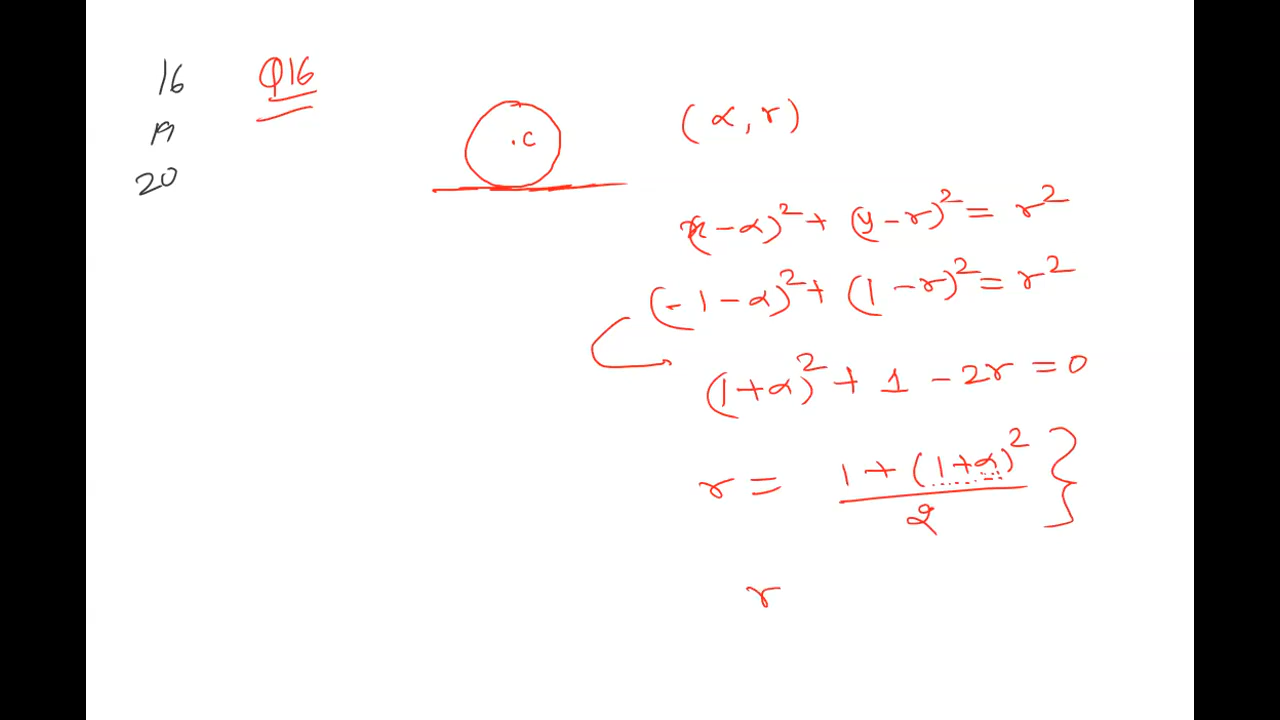 16
19
20
Q16
.C
(α, r)
(x-α)²+ (y-r)²= r²
(-1-α)²+ (1-r)²= r²
(1+α)²+ 1 - 2r = 0
r = 1+(1+α)² / 2 }
r